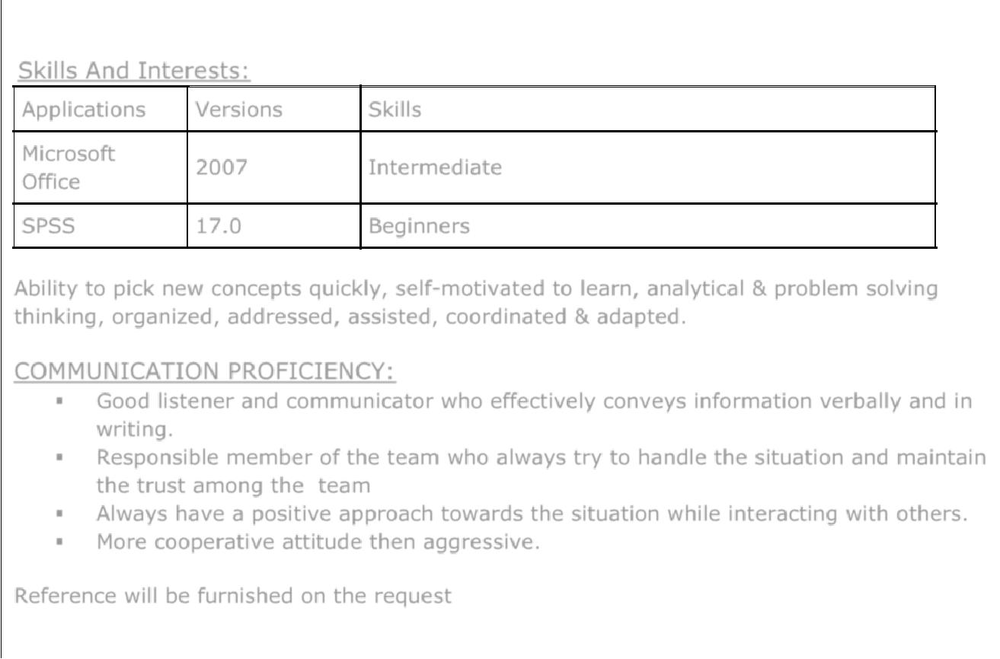 Skills And Interests:
Applications Versions Skills
Microsoft
Office 2007 Intermediate
SPSS 17.0 Beginners
Ability to pick new concepts quickly, self-motivated to learn, analytical & problem solving
thinking, organized, addressed, assisted, coordinated & adapted.
COMMUNICATION PROFICIENCY:
▪ Good listener and communicator who effectively conveys information verbally and in
writing.
▪ Responsible member of the team who always try to handle the situation and maintain
the trust among the  team
▪ Always have a positive approach towards the situation while interacting with others.
▪ More cooperative attitude then aggressive.
Reference will be furnished on the request